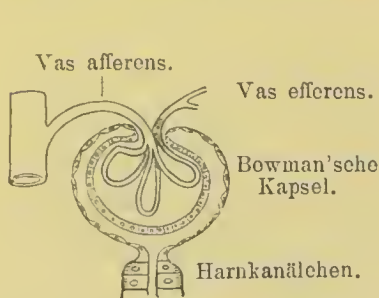 Vas afferens.
Vas efferens.
Bowman'sche
Kapsel.
Harnkanälchen.